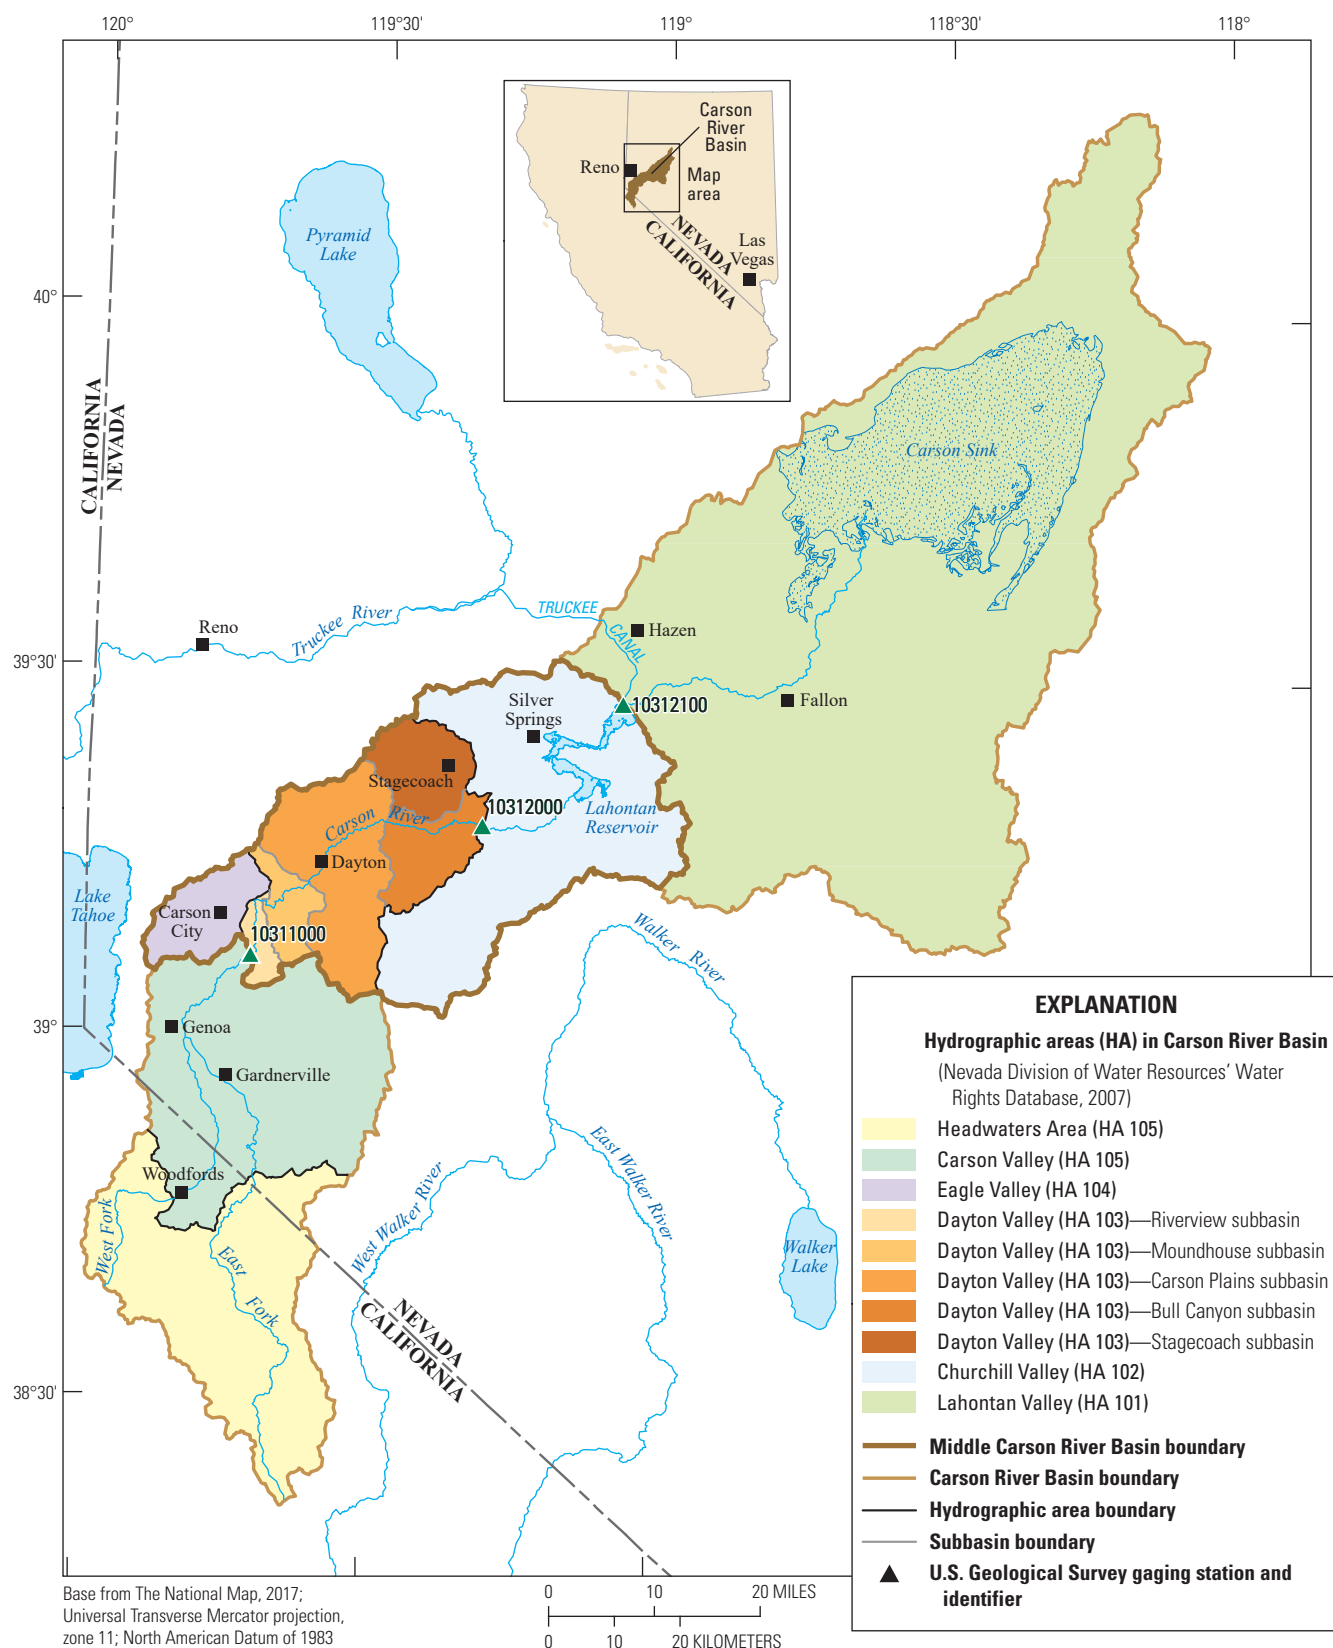 120°
119°30'
119°
118°30'
118°
Carson
River
Basin
Reno
Map
area
NEVADA
CALIFORNIA
Las
Vegas
Pyramid
Lake
40°
CALIFORNIA
NEVADA
Carson Sink
TRUCKEE
CANAL
Truckee River
Reno
Hazen
39°30'
Silver
Springs
10312100
Fallon
Stagecoach
10312000
Lahontan
Reservoir
Carson River
Dayton
Lake
Tahoe
Carson
City
10311000
Walker River
39°
Genoa
Gardnerville
Woodfords
West Fork
East
Fork
West Walker River
East Walker River
Walker
Lake
NEVADA
CALIFORNIA
38°30'
EXPLANATION
Hydrographic areas (HA) in Carson River Basin
(Nevada Division of Water Resources’ Water
Rights Database, 2007)
Headwaters Area (HA 105)
Carson Valley (HA 105)
Eagle Valley (HA 104)
Dayton Valley (HA 103)—Riverview subbasin
Dayton Valley (HA 103)—Moundhouse subbasin
Dayton Valley (HA 103)—Carson Plains subbasin
Dayton Valley (HA 103)—Bull Canyon subbasin
Dayton Valley (HA 103)—Stagecoach subbasin
Churchill Valley (HA 102)
Lahontan Valley (HA 101)
Middle Carson River Basin boundary
Carson River Basin boundary
Hydrographic area boundary
Subbasin boundary
U.S. Geological Survey gaging station and
identifier
Base from The National Map, 2017;
Universal Transverse Mercator projection,
zone 11; North American Datum of 1983
0 10 20 MILES
0 10 20 KILOMETERS